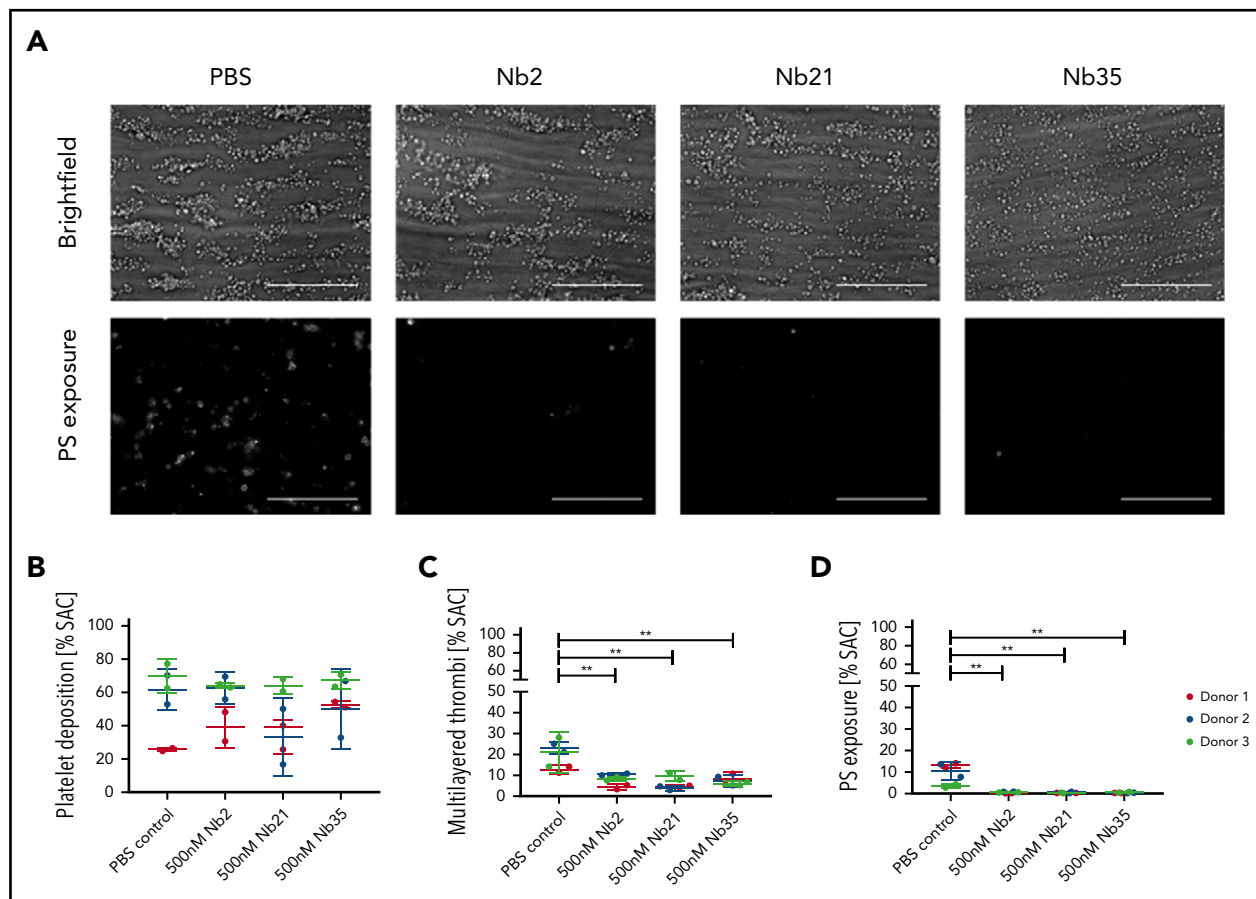 A
PBS
Nb2
Nb21
Nb35
Brightfield
PS exposure
B
Platelet deposition [% SAC]
100
80
60
40
20
0
PBS control
500nM Nb2
500nM Nb21
500nM Nb35
C
Multilayered thrombi [% SAC]
100
80
60
50
40
30
20
10
0
**
**
**
PBS control
500nM Nb2
500nM Nb21
500nM Nb35
D
PS exposure [% SAC]
100
80
60
50
40
30
20
10
0
**
**
**
PBS control
500nM Nb2
500nM Nb21
500nM Nb35
Donor 1
Donor 2
Donor 3